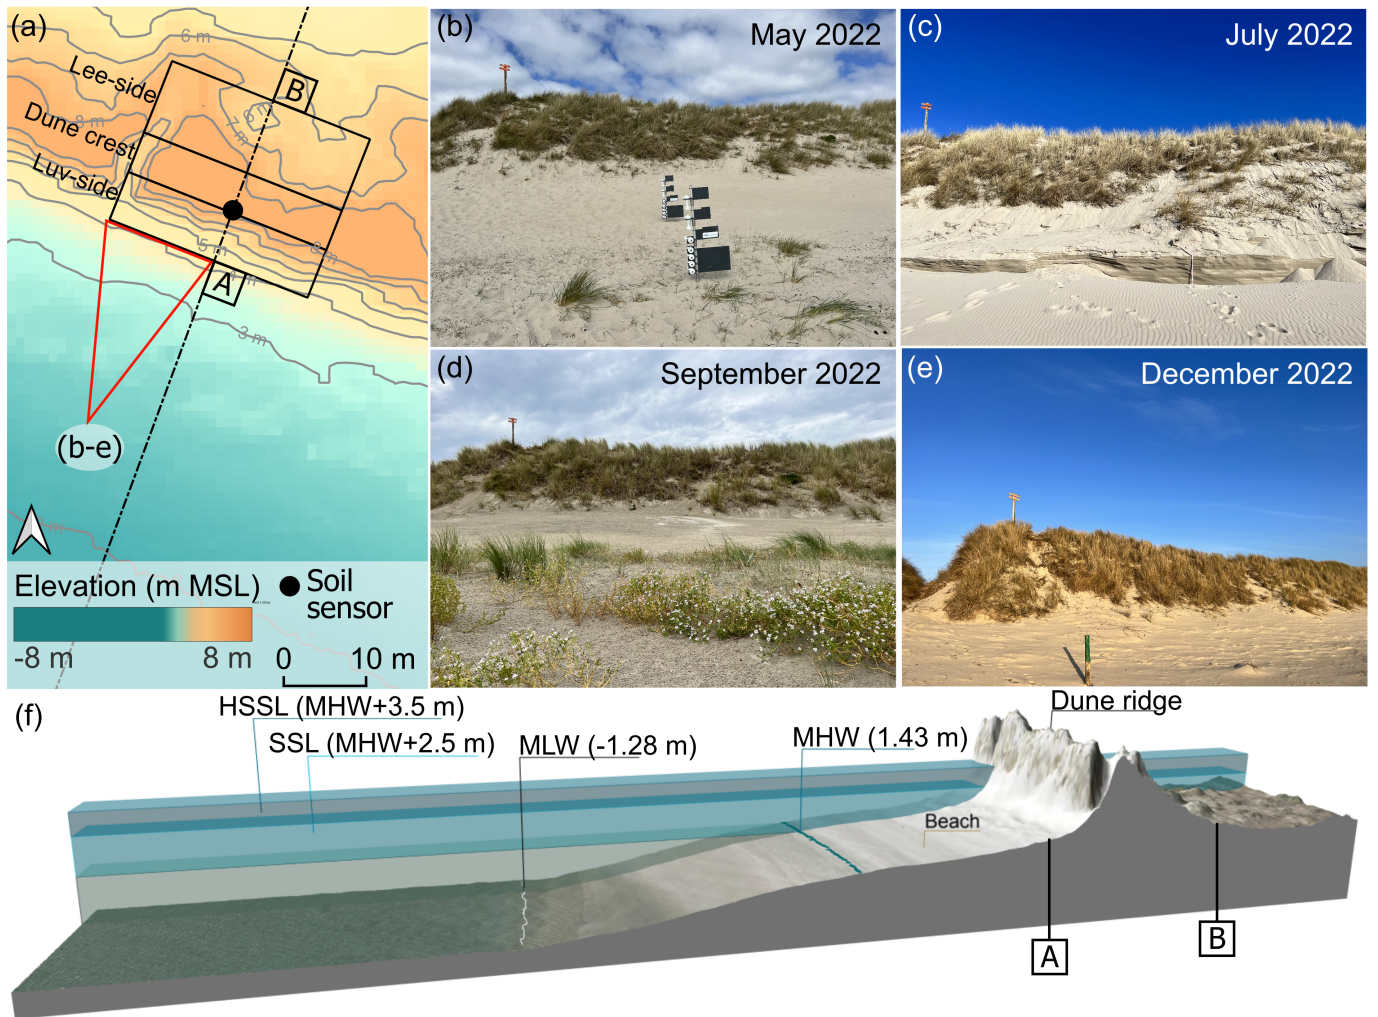 (a)
6 m
Lee-side
B
8 m
6 m
7 m
Dune crest
Luv-side
5 m
6 m
A
3 m
(b-e)
Elevation (m MSL)
Soil
sensor
-8 m
8 m
0
10 m
(b)
May 2022
(c)
July 2022
(d)
September 2022
(e)
December 2022
(f)
HSSL (MHW+3.5 m)
SSL (MHW+2.5 m)
MLW (-1.28 m)
MHW (1.43 m)
Dune ridge
Beach
A
B